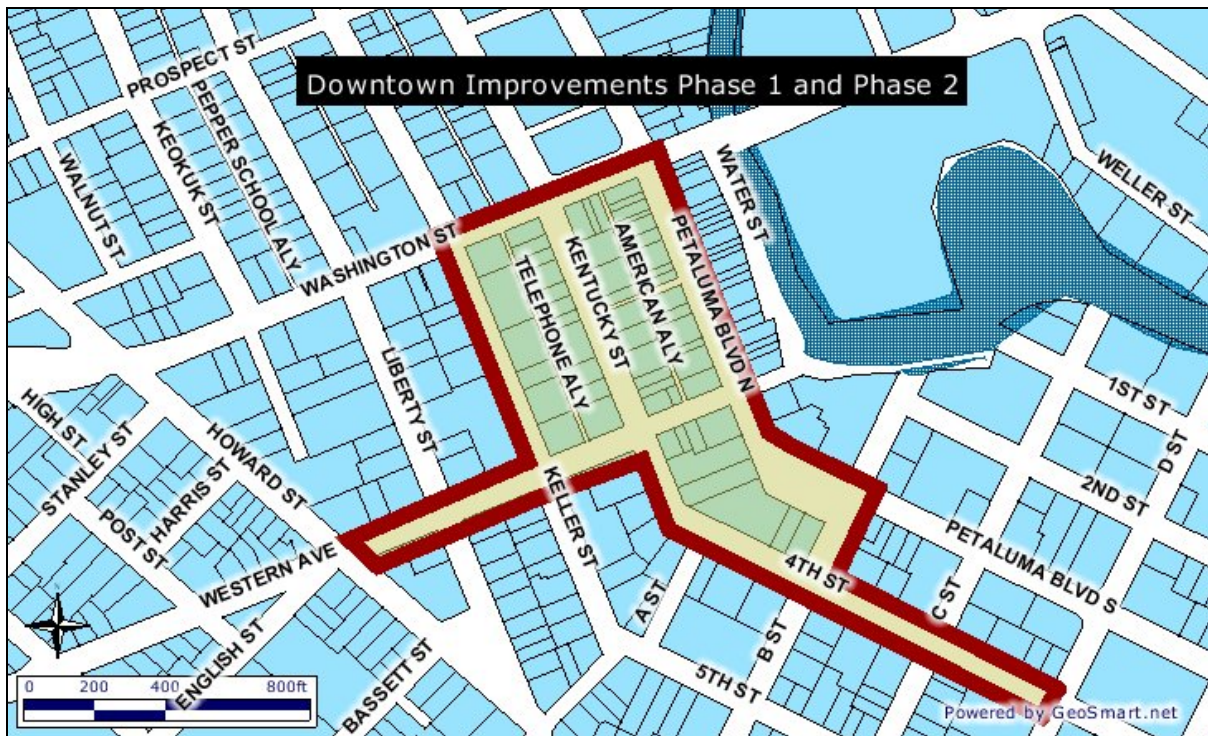 Downtown Improvements Phase 1 and Phase 2
PROSPECT ST
PEPPER SCHOOL ALY
KEOKUK ST
WALNUT ST
WASHINGTON ST
WATER ST
WELLER ST
PETALUMA BLVD N
AMERICAN ALY
KENTUCKY ST
TELEPHONE ALY
LIBERTY ST
HIGH ST
STANLEY ST
HOWARD ST
HARRIS ST
POST ST
WESTERN AVE
ENGLISH ST
BASSETT ST
KELLER ST
1ST ST
D ST
2ND ST
PETALUMA BLVD S
4TH ST
C ST
A ST
B ST
5TH ST
0 200 400 800ft
Powered by GeoSmart.net